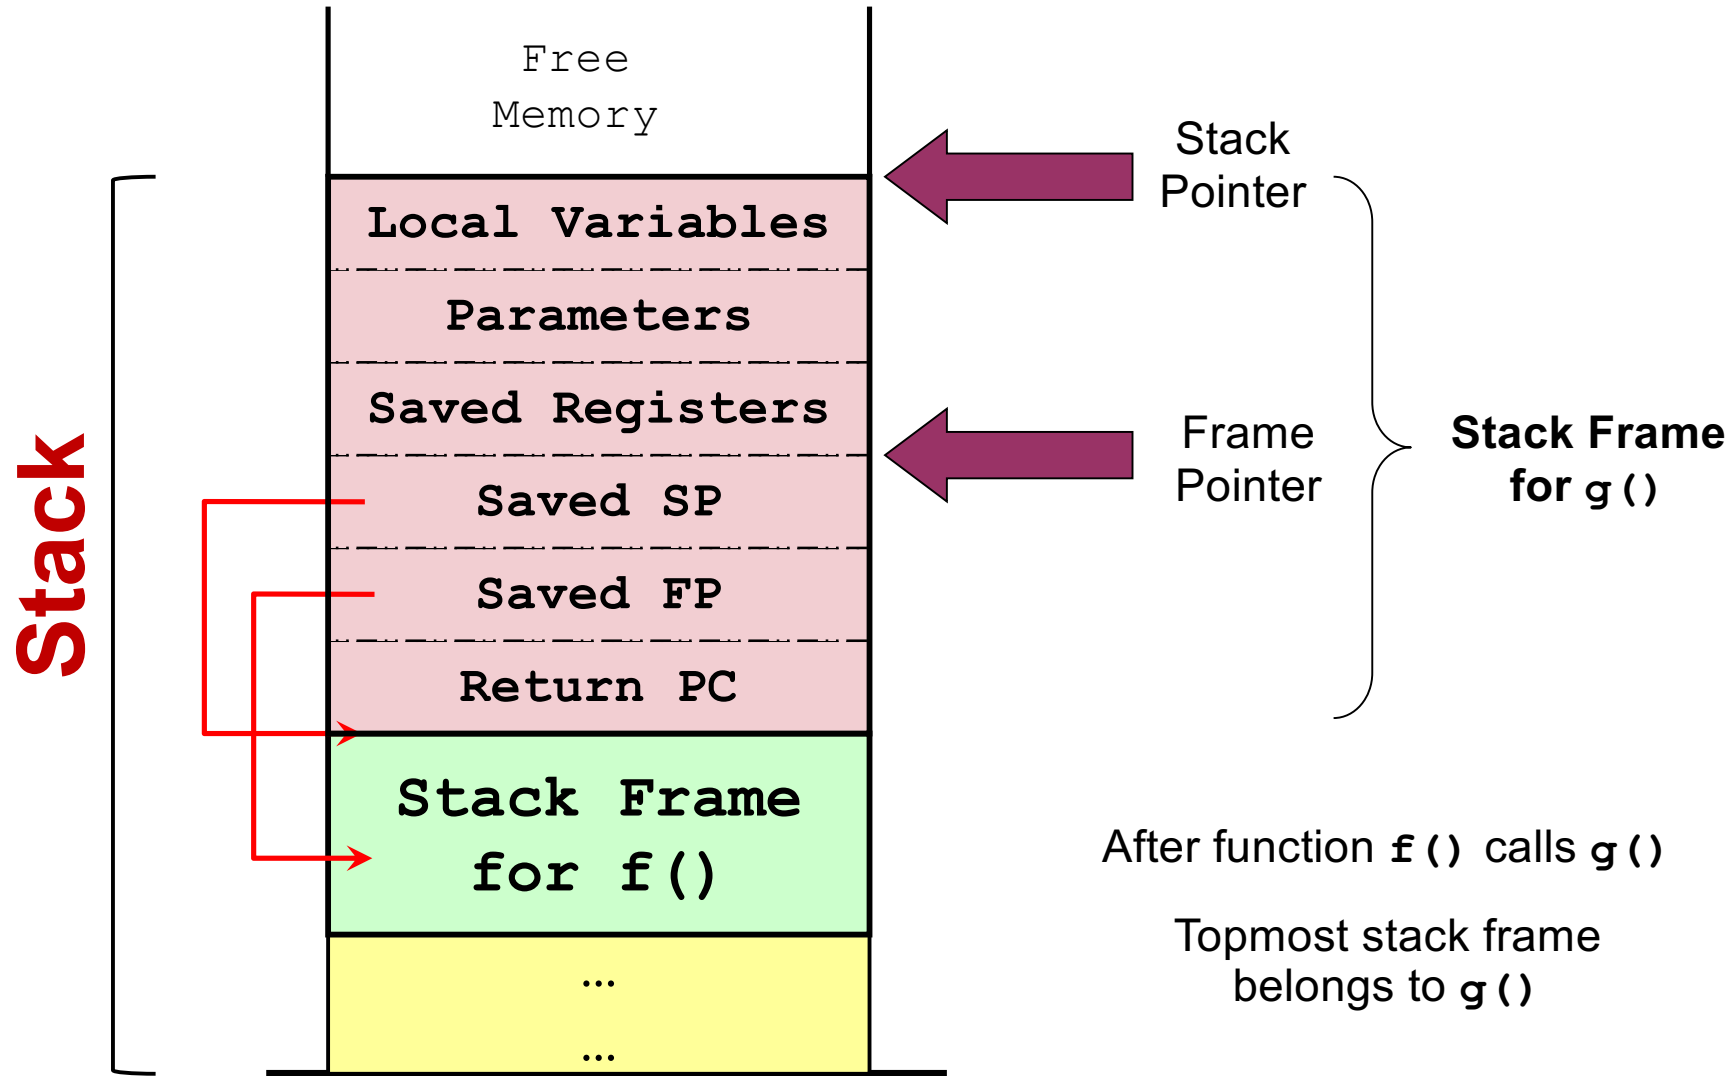 Free
Memory
Stack
Pointer
Local Variables
Parameters
Saved Registers
Frame
Pointer
Stack Frame
for g()
Stack
Saved SP
Saved FP
Return PC
Stack Frame
for f()
After function f() calls g()
Topmost stack frame
belongs to g()
…
…